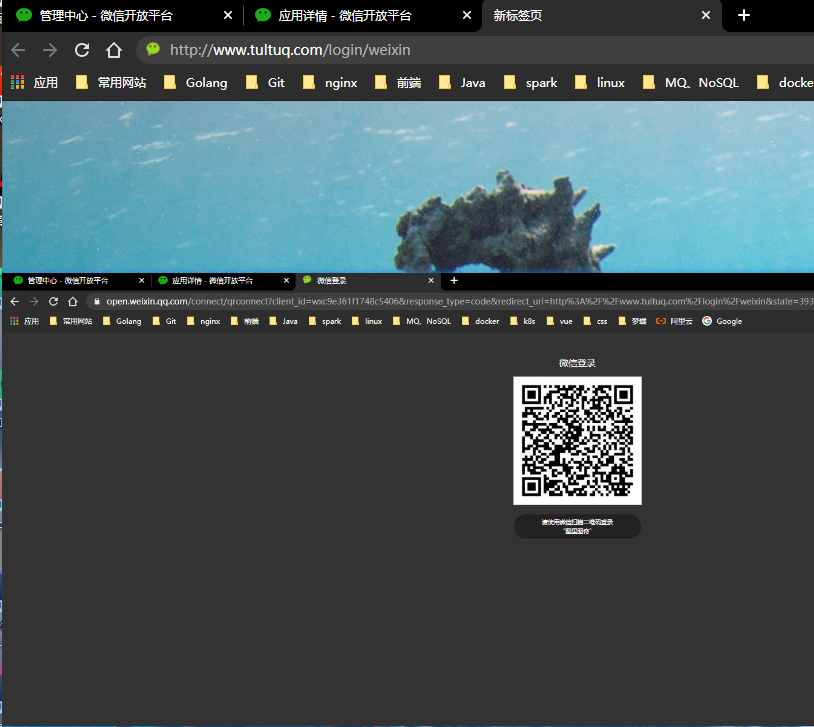 管理中心 - 微信开放平台
应用详情 - 微信开放平台
新标签页
http://www.tultuq.com/login/weixin
应用 常用网站 Golang Git nginx 前端 Java spark linux MQ、NoSQL docke
管理中心 - 微信开放平台
应用详情 - 微信开放平台
微信登录
open.weixin.qq.com/connect/qrconnect?client_id=wxc9e361f1748c5406&response_type=code&redirect_uri=http%3A%2F%2Fwww.tultuq.com%2Flogin%2Fweixin&state=393
应用 常用网站 Golang Git nginx 前端 Java spark linux MQ、NoSQL docker k8s vue css 梦蝶 阿里云 Google
微信登录
请使用微信扫描二维码登录